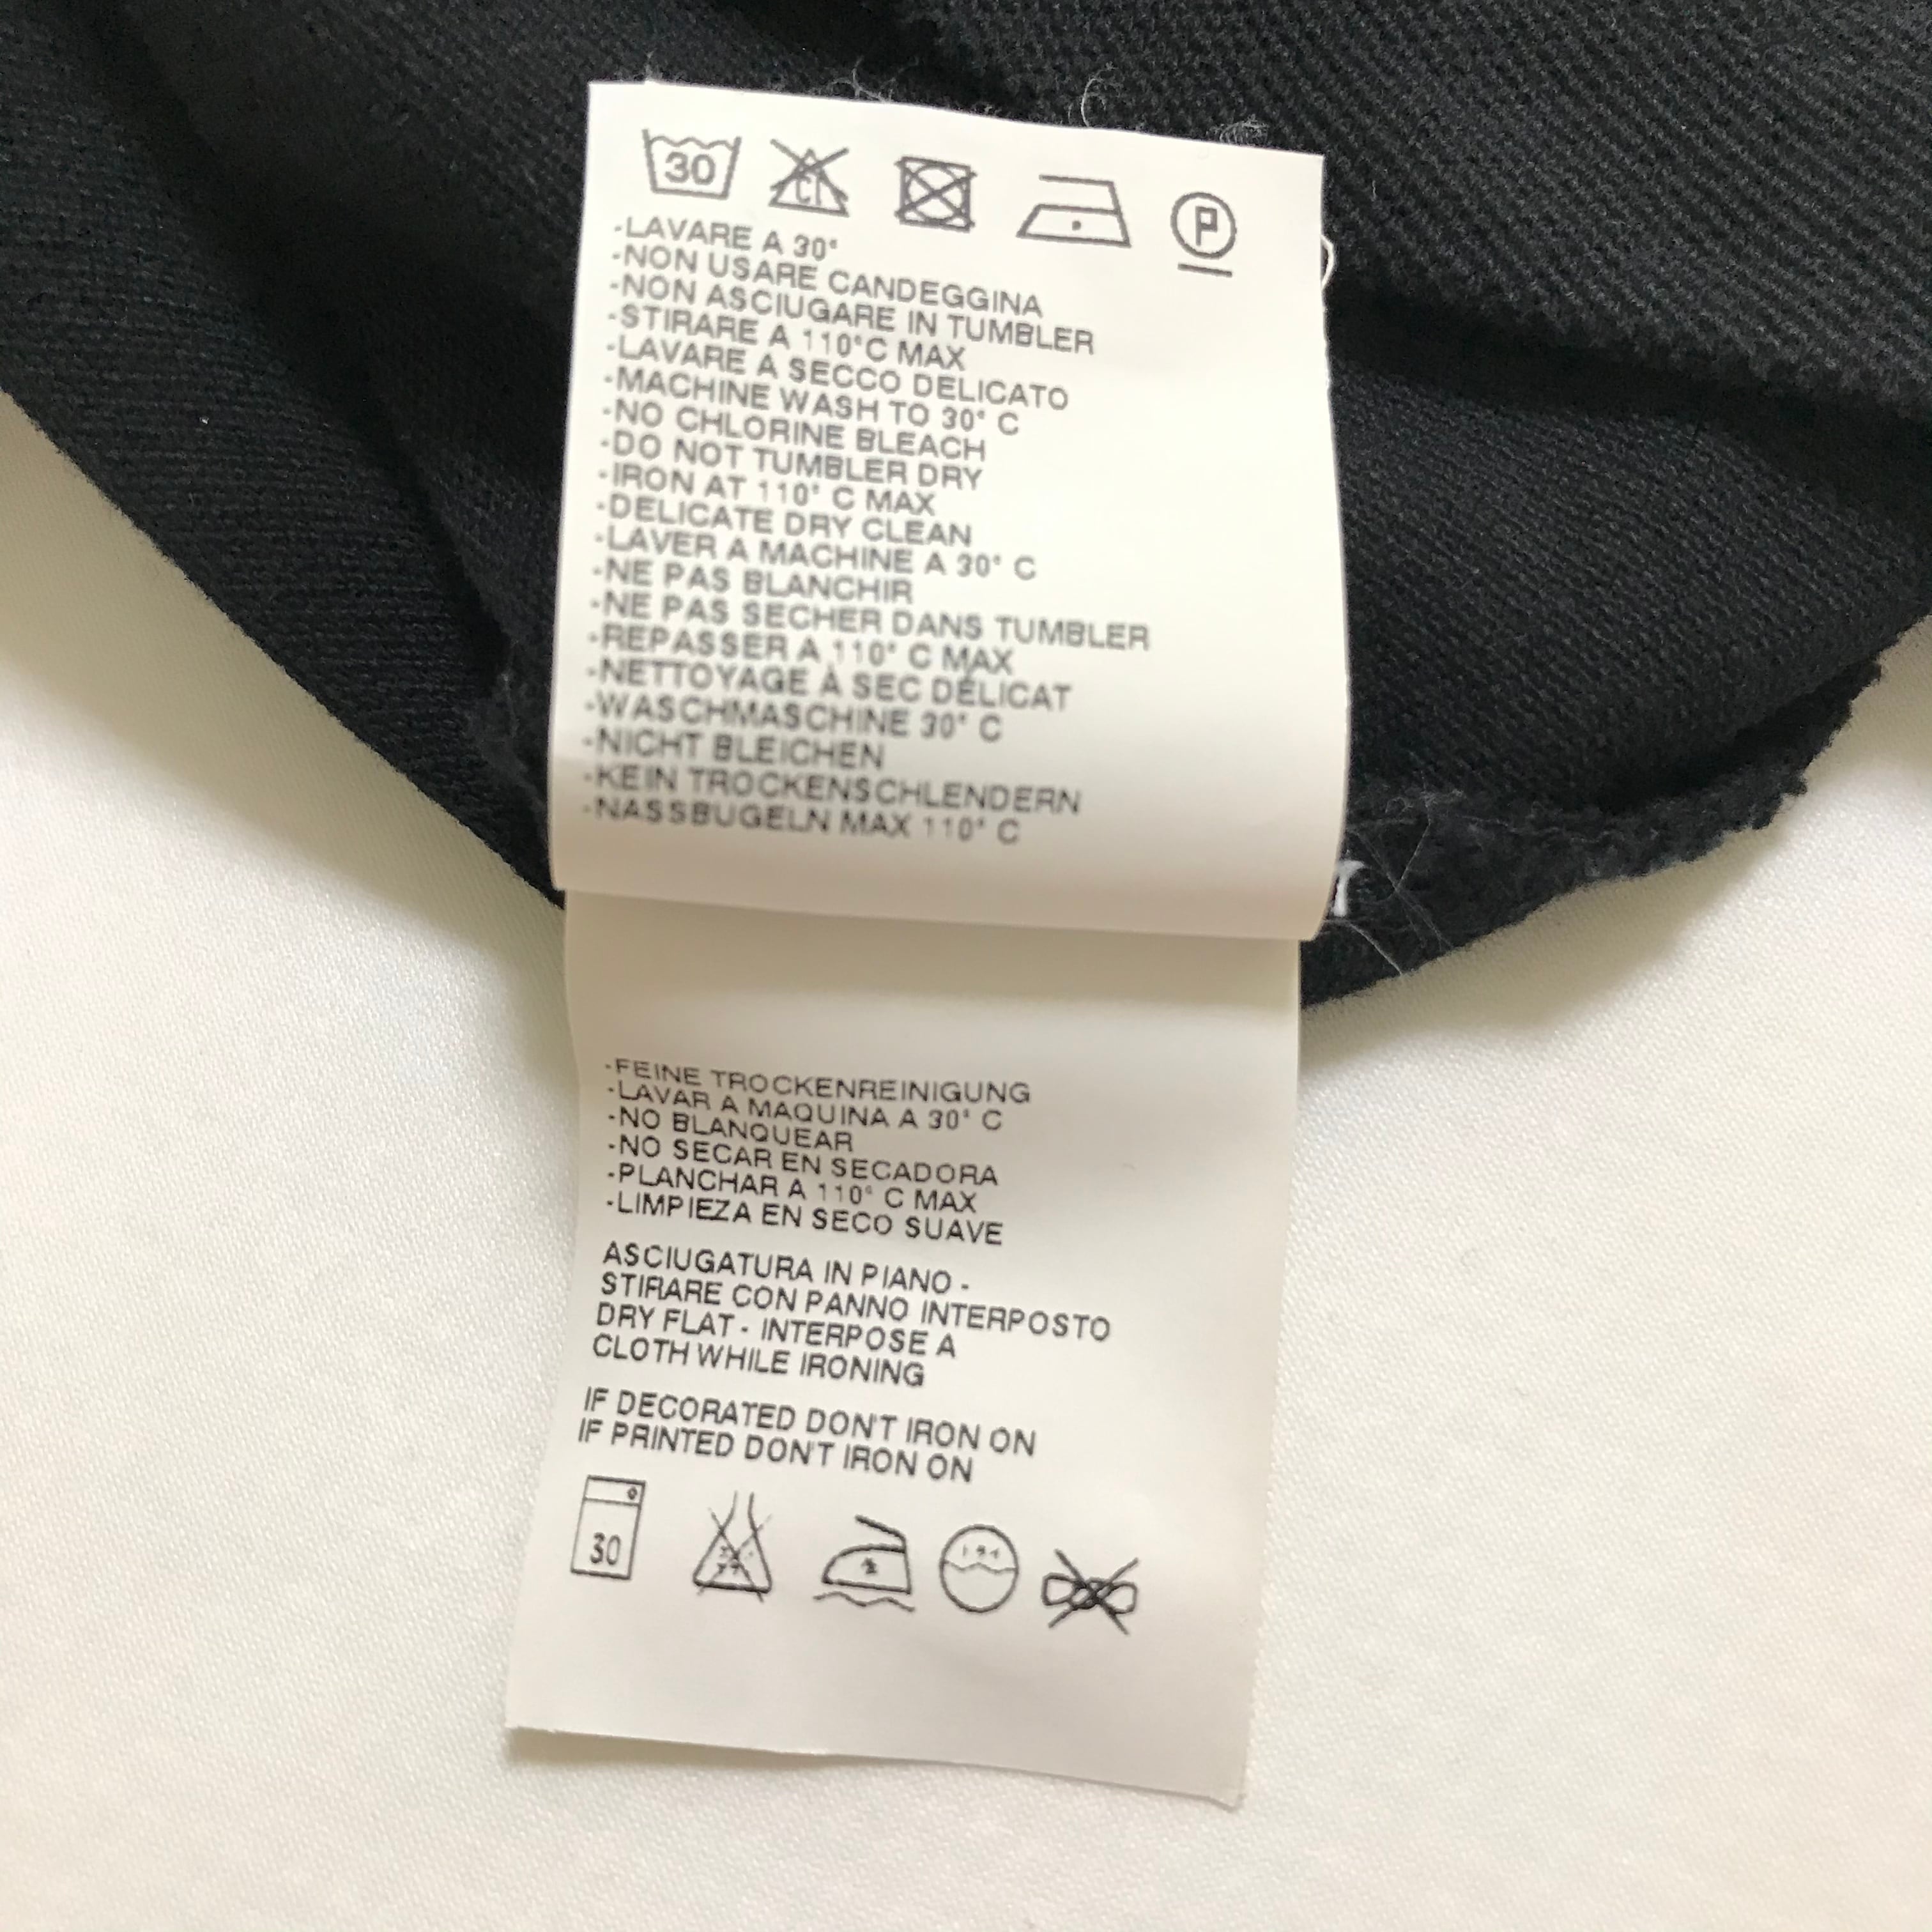 30
CL
P
-LAVARE A 30°
-NON USARE CANDEGGINA
-NON ASCIUGARE IN TUMBLER
-STIRARE A 110°C MAX
-LAVARE A SECCO DELICATO
-MACHINE WASH TO 30° C
-NO CHLORINE BLEACH
-DO NOT TUMBLER DRY
-IRON AT 110° C MAX
-DELICATE DRY CLEAN
-LAVER A MACHINE A 30° C
-NE PAS BLANCHIR
-NE PAS SECHER DANS TUMBLER
-REPASSER A 110° C MAX
-NETTOYAGE À SEC DÉLICAT
-WASCHMASCHINE 30° C
-NICHT BLEICHEN
-KEIN TROCKENSCHLENDERN
-NASSBUGELN MAX 110° C
-FEINE TROCKENREINIGUNG
-LAVAR A MAQUINA A 30° C
-NO BLANQUEAR
-NO SECAR EN SECADORA
-PLANCHAR A 110° C MAX
-LIMPIEZA EN SECO SUAVE
ASCIUGATURA IN PIANO -
STIRARE CON PANNO INTERPOSTO
DRY FLAT - INTERPOSE A
CLOTH WHILE IRONING
IF DECORATED DON'T IRON ON
IF PRINTED DON'T IRON ON
30